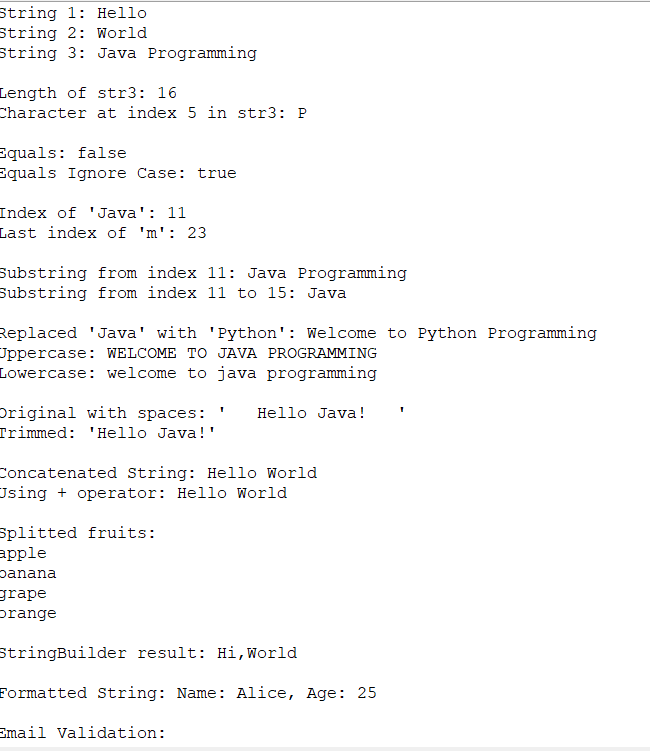 String 1: Hello
String 2: World
String 3: Java Programming
Length of str3: 16
Character at index 5 in str3: P
Equals: false
Equals Ignore Case: true
Index of 'Java': 11
Last index of 'm': 23
Substring from index 11: Java Programming
Substring from index 11 to 15: Java
Replaced 'Java' with 'Python': Welcome to Python Programming
Uppercase: WELCOME TO JAVA PROGRAMMING
Lowercase: welcome to java programming
Original with spaces: '   Hello Java!   '
Trimmed: 'Hello Java!'
Concatenated String: Hello World
Using + operator: Hello World
Splitted fruits:
apple
banana
grape
orange
StringBuilder result: Hi,World
Formatted String: Name: Alice, Age: 25
Email Validation: